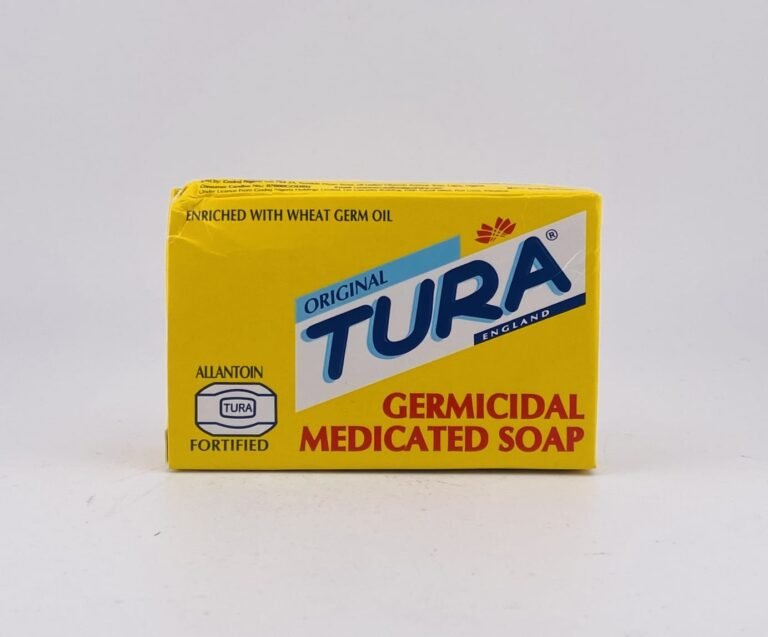 ENRICHED WITH WHEAT GERM OIL
ORIGINAL
TURA®
ENGLAND
ALLANTOIN
TURA
FORTIFIED
GERMICIDAL
MEDICATED SOAP